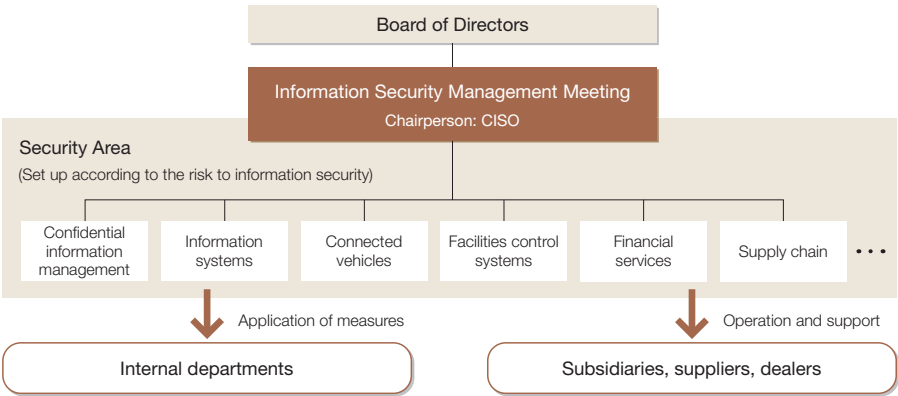 Board of Directors
Information Security Management Meeting
Chairperson: CISO
Security Area
(Set up according to the risk to information security)
Confidential
information
management
Information
systems
Connected
vehicles
Facilities control
systems
Financial
services
Supply chain
• • •
Application of measures
Operation and support
Internal departments
Subsidiaries, suppliers, dealers